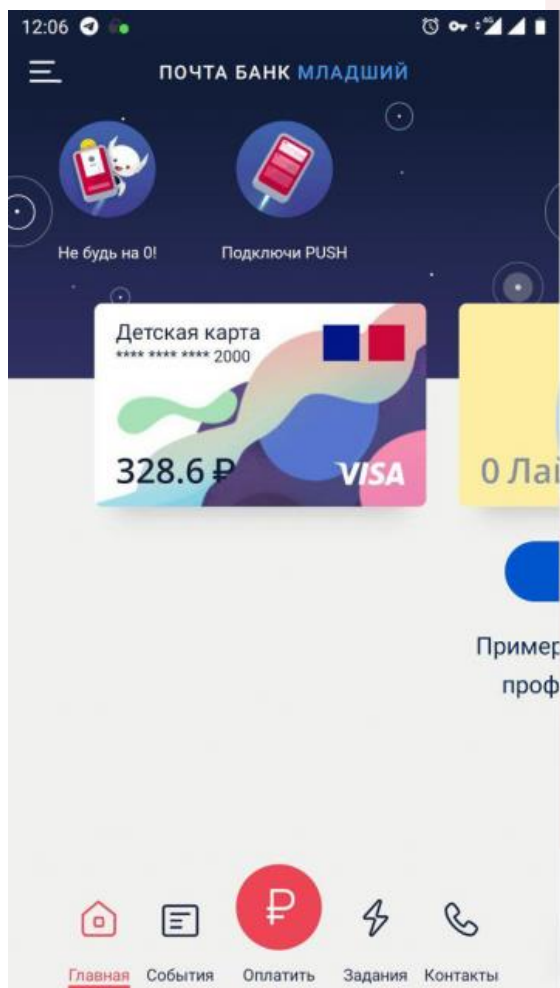 12:06
4G
ПОЧТА БАНК МЛАДШИЙ
Не будь на 0!
Подключи PUSH
Детская карта
**** **** **** 2000
328.6 ₽
VISA
0 Лай
Пример
проф
Главная
События
Оплатить
Задания
Контакты